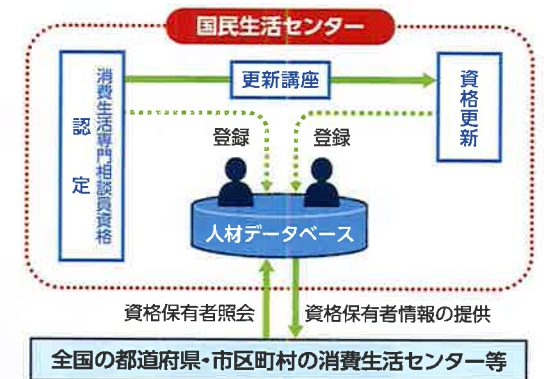 国民生活センター
消費生活専門相談員資格
認定
更新講座
資格更新
登録
登録
人材データベース
資格保有者照会
資格保有者情報の提供
全国の都道府県・市区町村の消費生活センター等